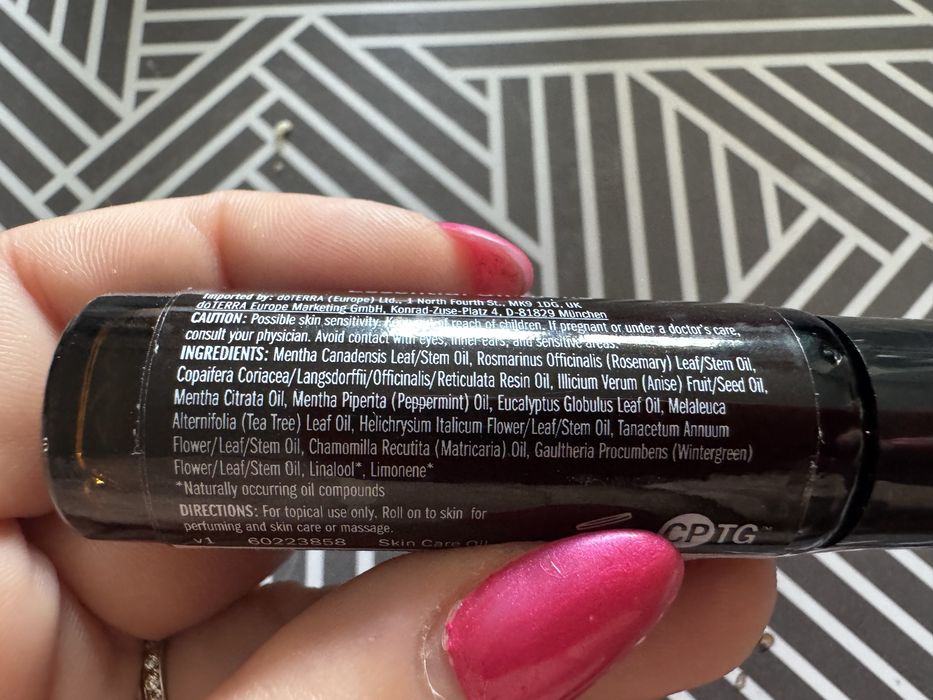 Imported by: dōTERRA (Europe) Ltd., 1 North Fourth St., MK9 1DG, UK
dōTERRA Europe Marketing GmbH, Konrad-Zuse-Platz 4, D-81829 München
CAUTION: Possible skin sensitivity. of reach of children. If pregnant or under a doctor's care,
consult your physician. Avoid contact with eyes, inner ears, and sensitive areas.
INGREDIENTS: Mentha Canadensis Leaf/Stem Oil, Rosmarinus Officinalis (Rosemary) Leaf/Stem Oil,
Copaifera Coriacea/Langsdorffii/Officinalis/Reticulata Resin Oil, Illicium Verum (Anise) Fruit/Seed Oil,
Mentha Citrata Oil, Mentha Piperita (Peppermint) Oil, Eucalyptus Globulus Leaf Oil, Melaleuca
Alternifolia (Tea Tree) Leaf Oil, Helichrysum Italicum Flower/Leaf/Stem Oil, Tanacetum Annuum
Flower/Leaf/Stem Oil, Chamomilla Recutita (Matricaria) Oil, Gaultheria Procumbens (Wintergreen)
Flower/Leaf/Stem Oil, Linalool*, Limonene*
*Naturally occurring oil compounds
DIRECTIONS: For topical use only. Roll on to skin for
perfuming and skin care or massage.
v1 60223858 Skin Care Oil
CPTG™